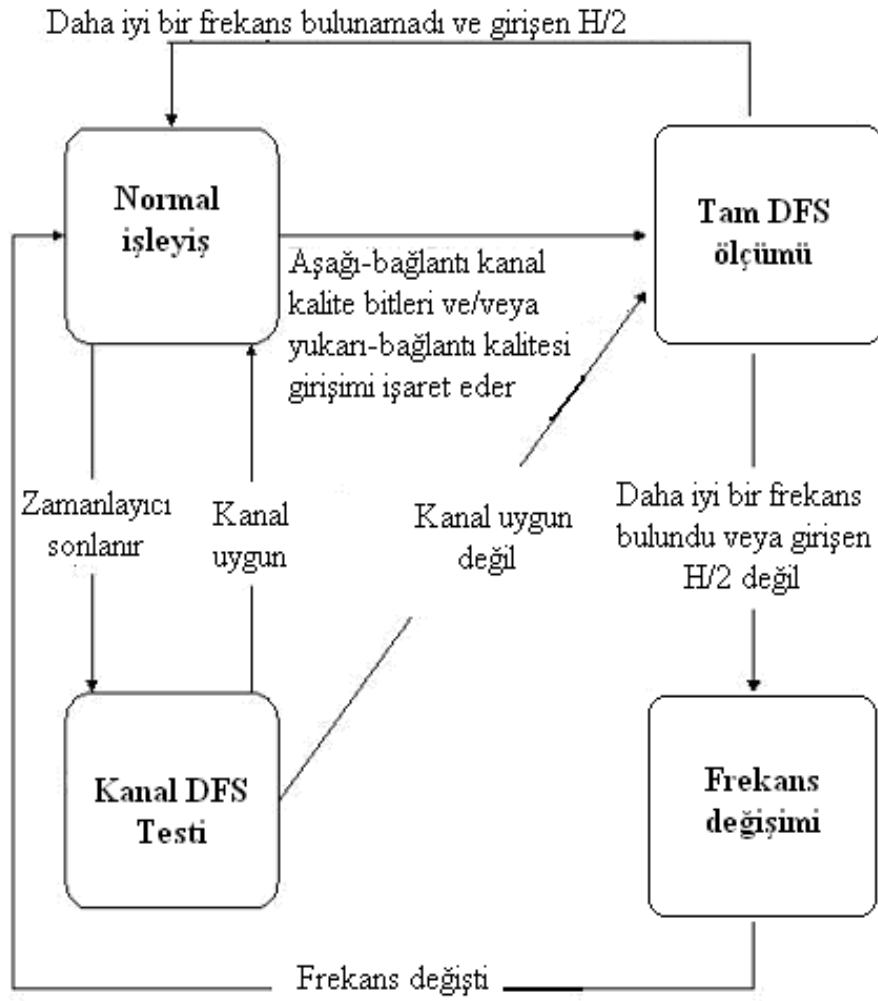 Daha iyi bir frekans bulunamadı ve girişen H/2
Normal
işleyiş
Tam DFS
ölçümü
Aşağı-bağlantı kanal
kalite bitleri ve/veya
yukarı-bağlantı kalitesi
girişimi işaret eder
Zamanlayıcı
sonlanır
Kanal
uygun
Kanal uygun
değil
Daha iyi bir frekans
bulundu veya girişen
H/2 değil
Kanal DFS
Testi
Frekans
değişimi
Frekans değişti